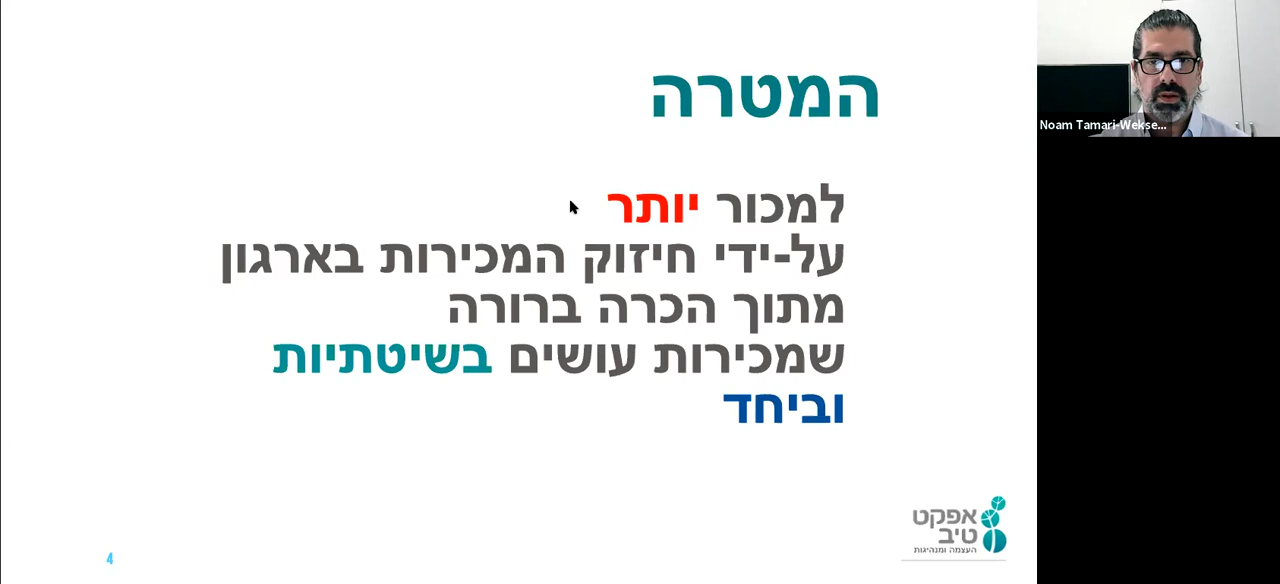 המטרה
למכור יותר
על-ידי חיזוק המכירות בארגון
מתוך הכרה ברורה
שמכירות עושים בשיטתיות
וביחד
אפקט
טיב
העצמה ומנהיגות
4
Noam Tamari-Wekse...